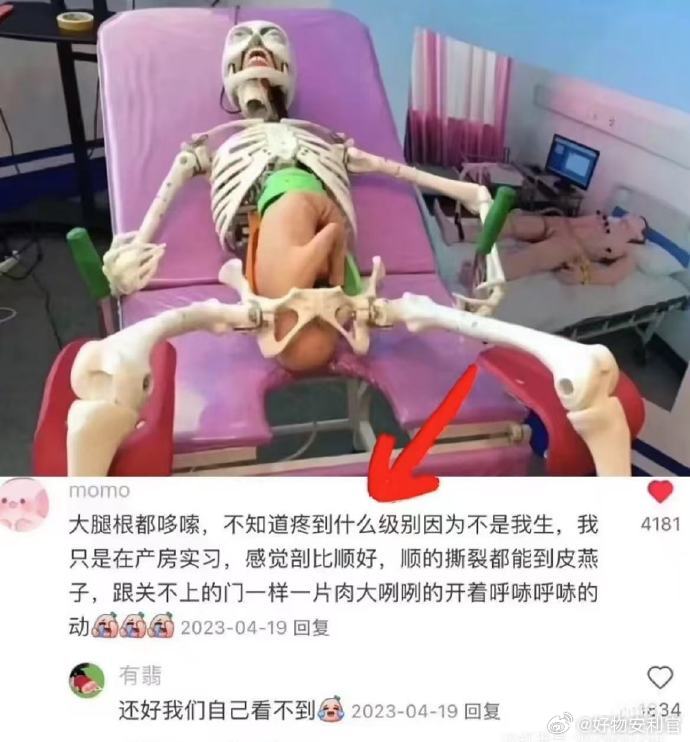 momo
大腿根都哆嗦，不知道疼到什么级别因为不是我生，我
4181
只是在产房实习，感觉剖比顺好，顺的撕裂都能到皮燕
子，跟关不上的门一样一片肉大咧咧的开着呼哧呼哧的
动 2023-04-19 回复
有翡
还好我们自己看不到 2023-04-19 回复
@好物安利官